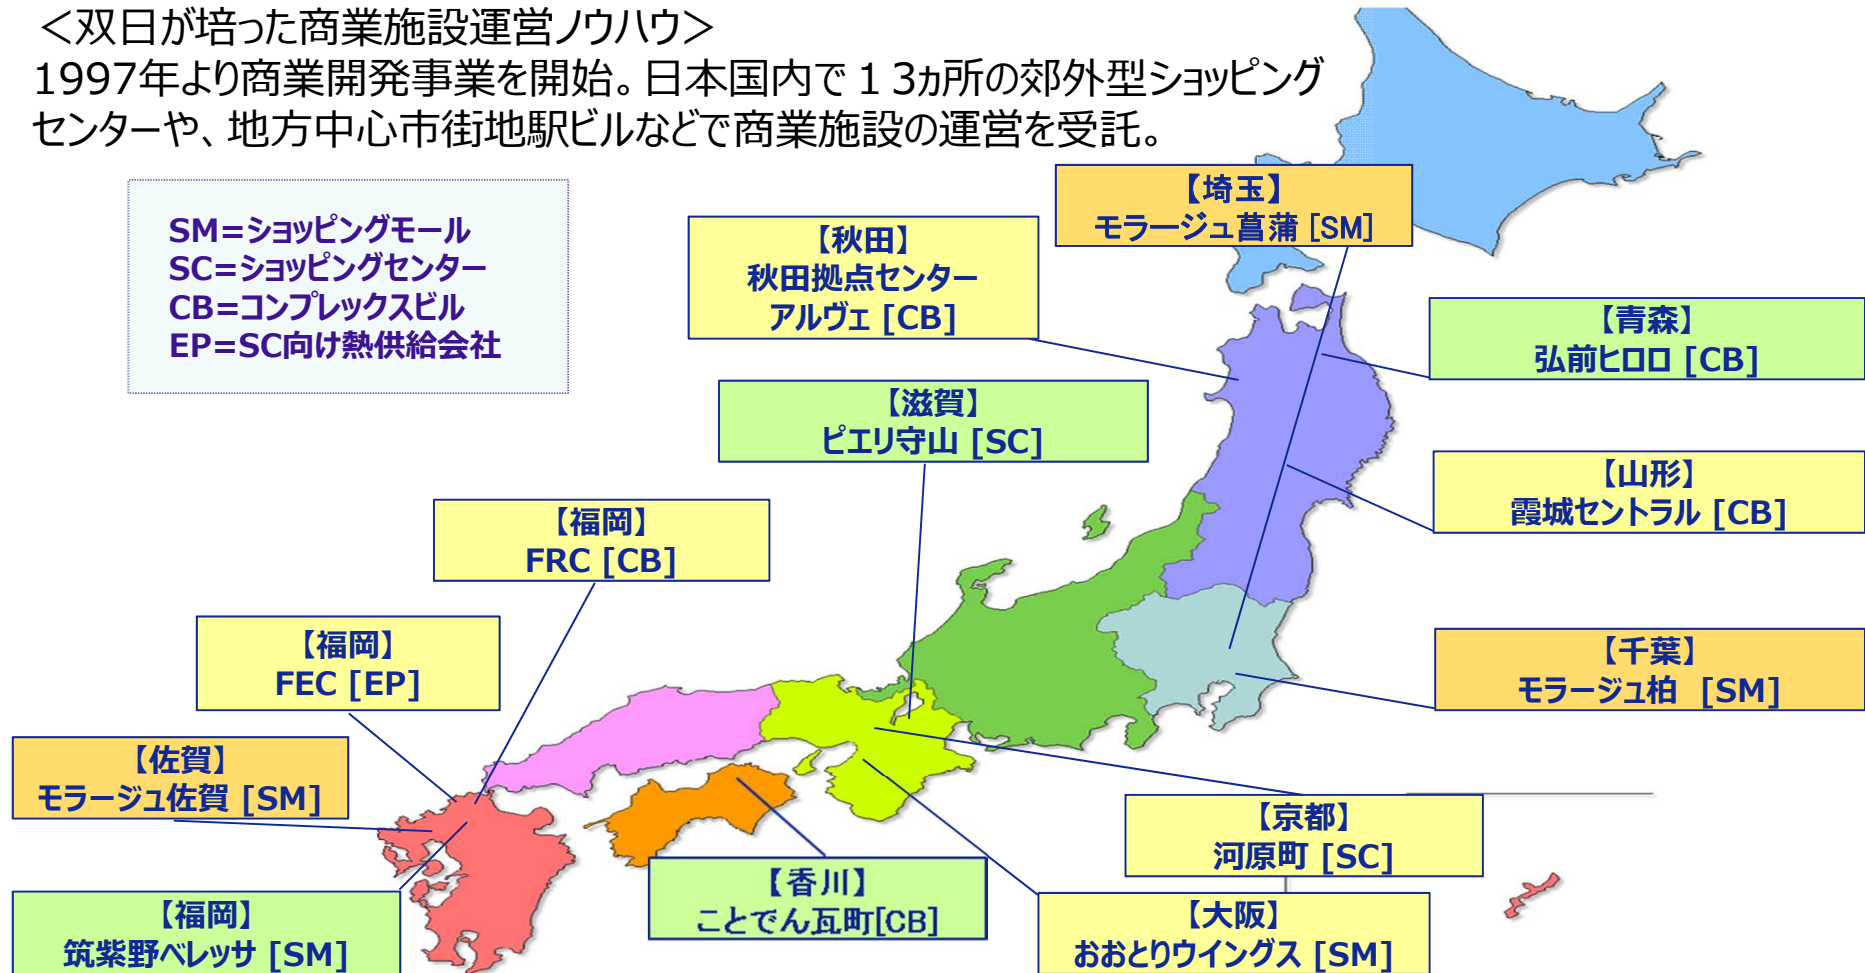 ＜双日が培った商業施設運営ノウハウ＞
1997年より商業開発事業を開始。日本国内で１３ヵ所の郊外型ショッピング
センターや、地方中心市街地駅ビルなどで商業施設の運営を受託。
SM=ショッピングモール
SC=ショッピングセンター
CB=コンプレックスビル
EP=SC向け熱供給会社
【埼玉】
モラージュ菖蒲 [SM]
【秋田】
秋田拠点センター
アルヴェ [CB]
【青森】
弘前ヒロロ [CB]
【滋賀】
ピエリ守山 [SC]
【山形】
霞城セントラル [CB]
【福岡】
FRC [CB]
【福岡】
FEC [EP]
【千葉】
モラージュ柏 [SM]
【佐賀】
モラージュ佐賀 [SM]
【京都】
河原町 [SC]
【香川】
ことでん瓦町[CB]
【福岡】
筑紫野ベレッサ [SM]
【大阪】
おおとりウイングス [SM]